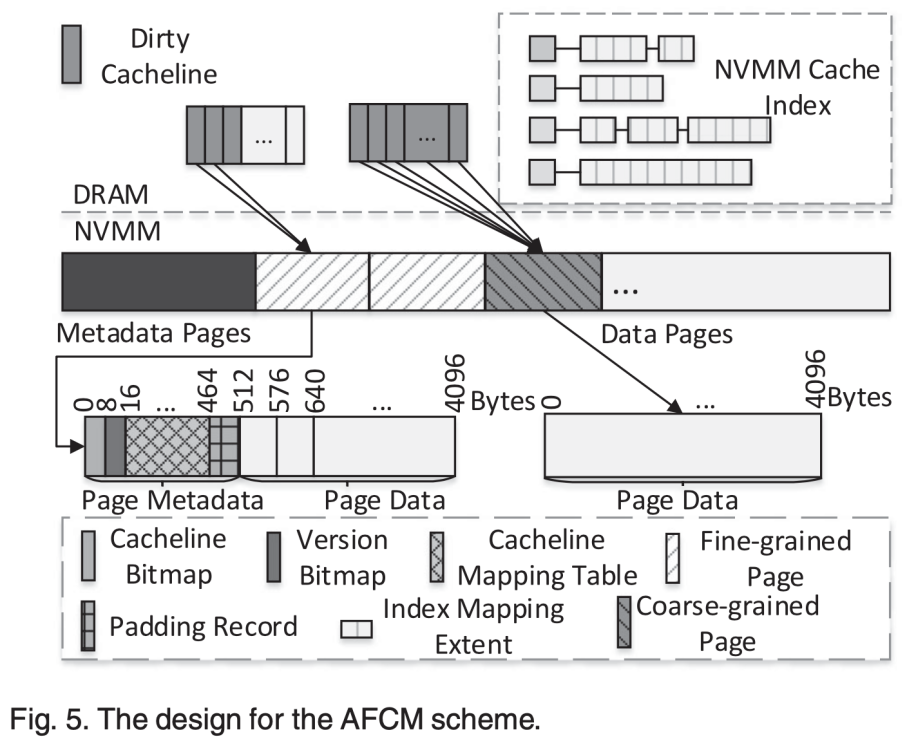 Dirty
Cacheline
NVMM Cache
Index
...
...
DRAM
NVMM
...
Metadata Pages
Data Pages
0
8
16
...
464
512
576
640
...
4096
Bytes
0
...
4096
Bytes
Page Metadata
Page Data
Page Data
Cacheline
Bitmap
Version
Bitmap
Cacheline
Mapping Table
Fine-grained
Page
Padding Record
Index Mapping
Extent
Coarse-grained
Page
Fig. 5. The design for the AFCM scheme.